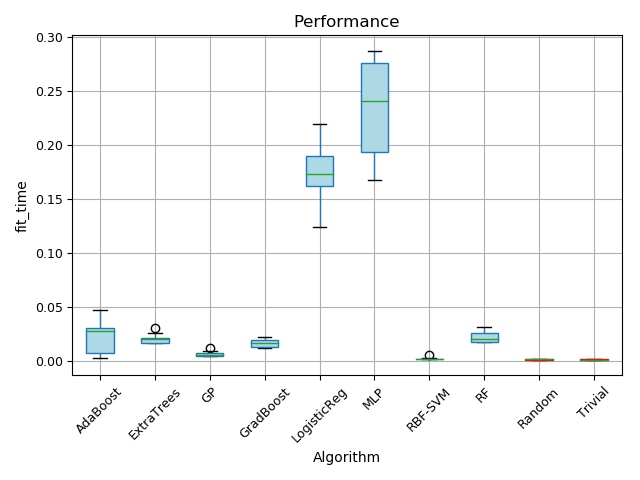 Performance
0.30
0.25
0.20
0.15
0.10
0.05
0.00
fit_time
AdaBoost
ExtraTrees
GP
GradBoost
LogisticReg
MLP
RBF-SVM
RF
Random
Trivial
Algorithm